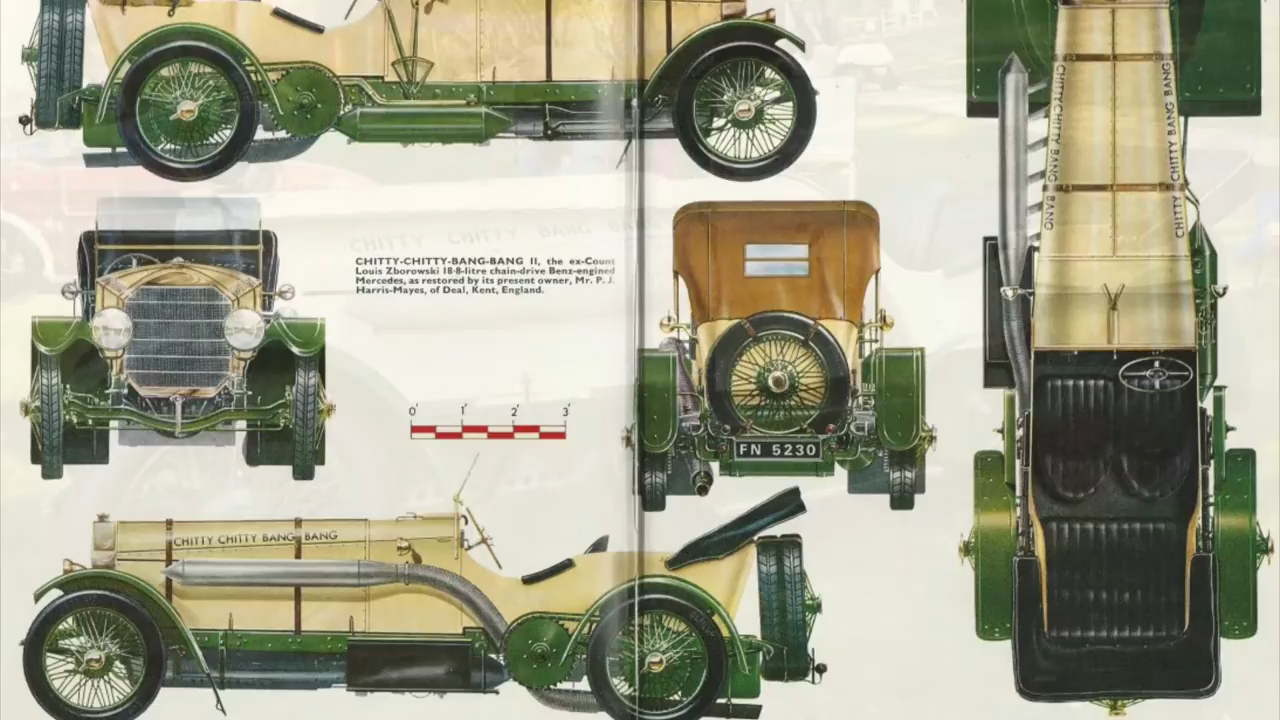 CHITTY CHITTY BANG BANG
CHITTY-CHITTY-BANG-BANG II, the ex-Count
Louis Zborowski 18·8-litre chain-drive Benz-engined
Mercedes, as restored by its present owner, Mr. P. J.
Harris-Mayes, of Deal, Kent, England.
0' 1' 2' 3'
FN 5230
CHITTY CHITTY BANG BANG
CHITTY CHITTY BANG BANG
CHITTY BANG BANG